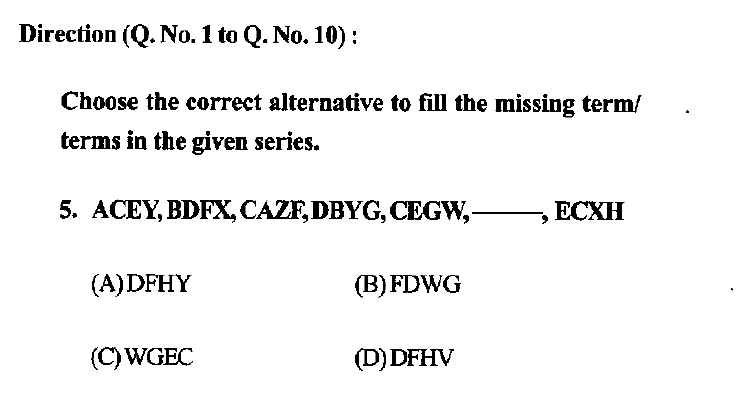 Direction (Q. No. 1 to Q. No. 10) :
Choose the correct alternative to fill the missing term/
terms in the given series.
5. ACEY, BDFX, CAZF, DBYG, CEGW, ———, ECXH
(A) DFHY (B) FDWG
(C) WGEC (D) DFHV